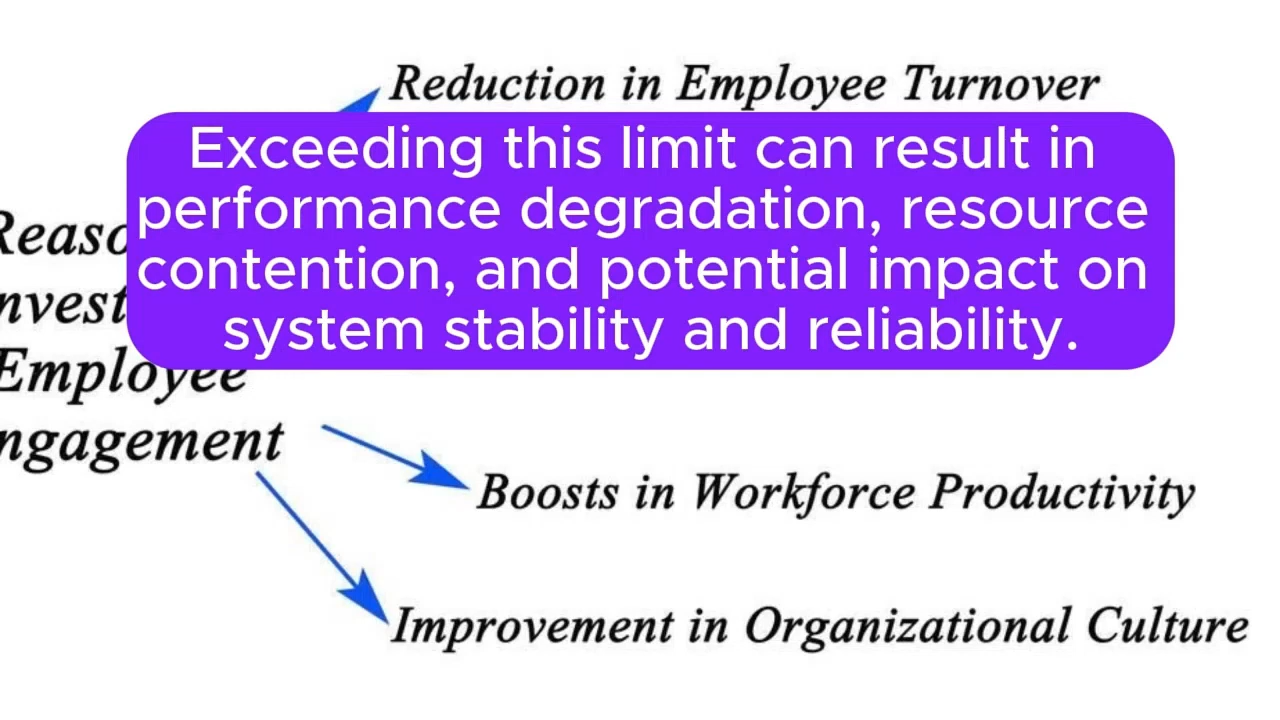 Reduction in Employee Turnover
Exceeding this limit can result in
performance degradation, resource
contention, and potential impact on
system stability and reliability.
Employee
Boosts in Workforce Productivity
Improvement in Organizational Culture